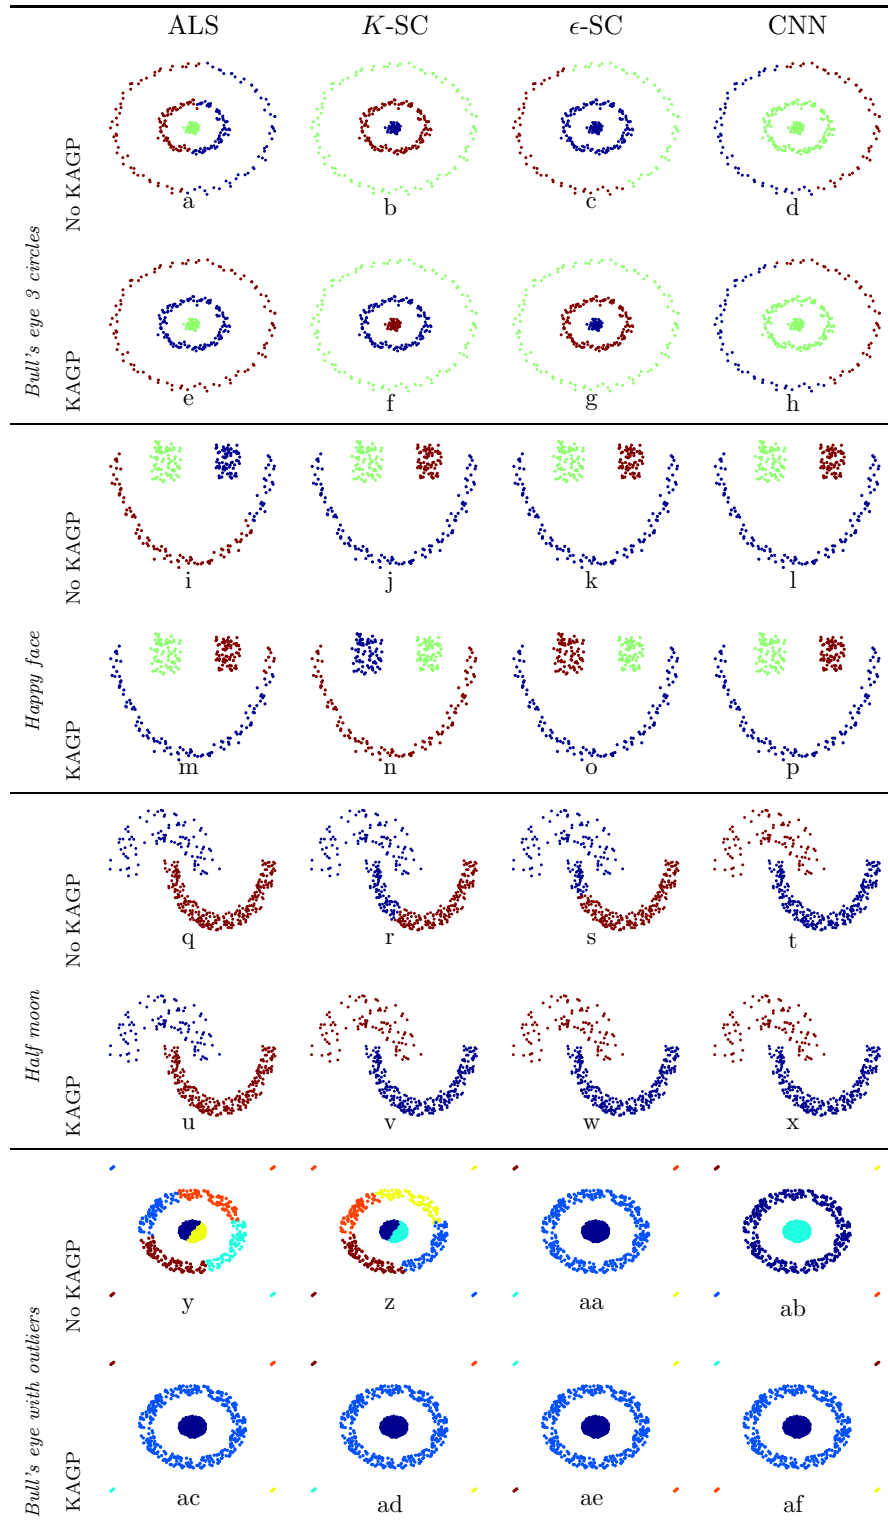 ALS K-SC ϵ-SC CNN
Bull's eye 3 circles
No KAGP
a b c d
KAGP
e f g h
Happy face
No KAGP
i j k l
KAGP
m n o p
Half moon
No KAGP
q r s t
KAGP
u v w x
Bull's eye with outliers
No KAGP
y z aa ab
KAGP
ac ad ae af